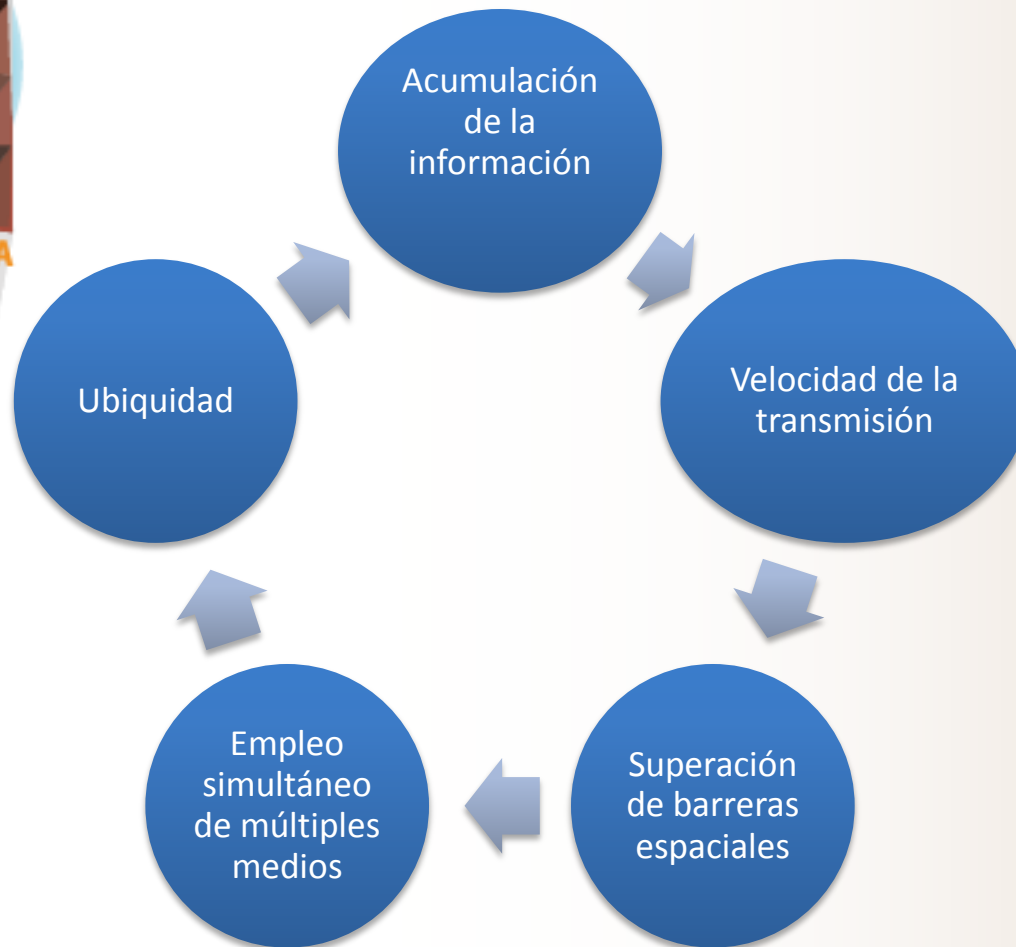 Acumulación
de la
información
Velocidad de la
transmisión
Superación
de barreras
espaciales
Empleo
simultáneo
de múltiples
medios
Ubiquidad
A